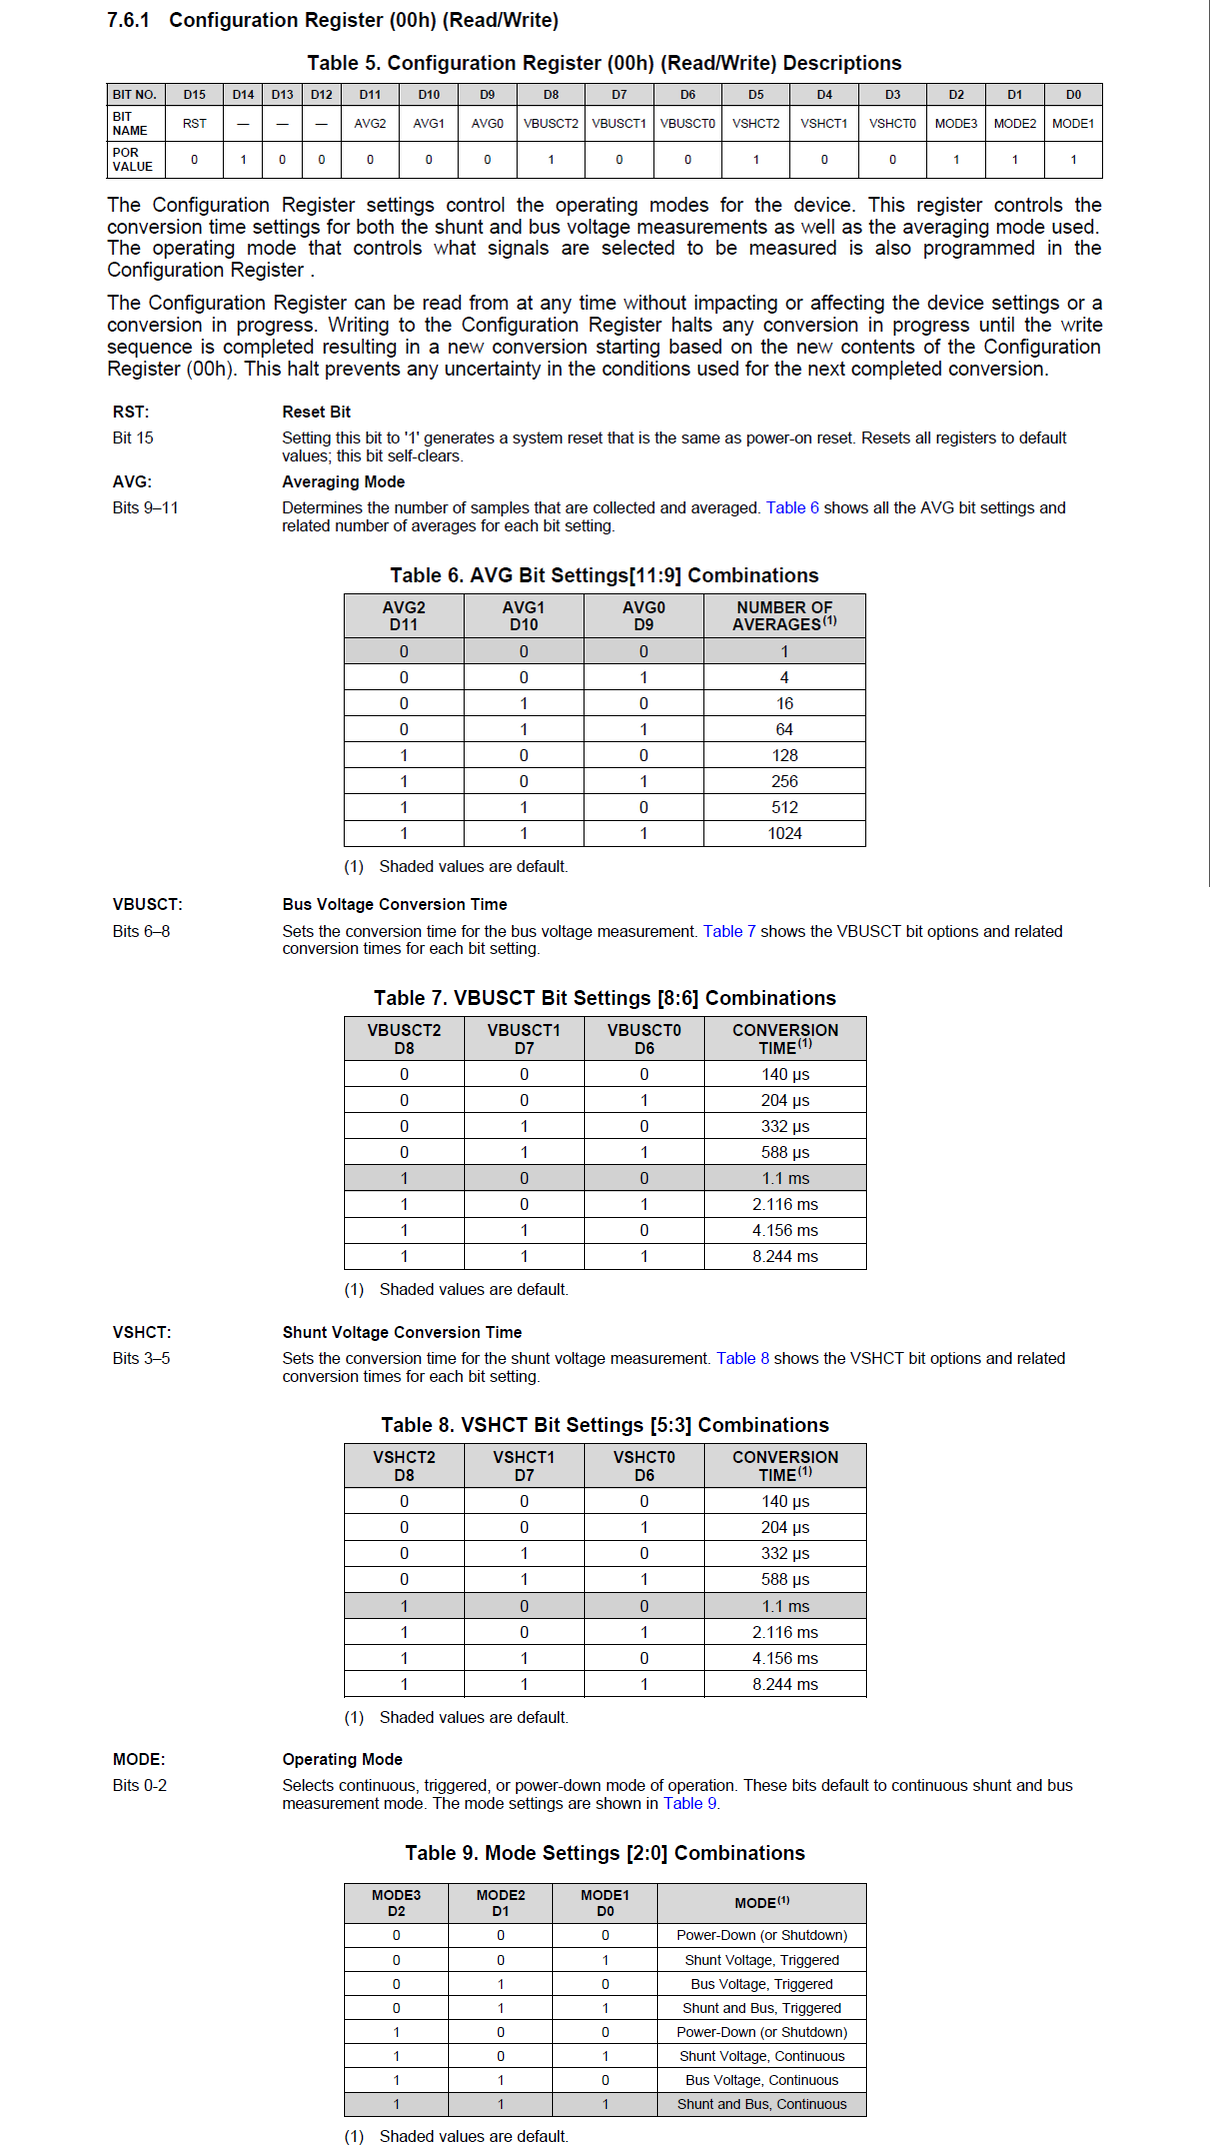 7.6.1 Configuration Register (00h) (Read/Write)
Table 5. Configuration Register (00h) (Read/Write) Descriptions
BIT NO. D15 D14 D13 D12 D11 D10 D9 D8 D7 D6 D5 D4 D3 D2 D1 D0
BIT NAME RST — — — AVG2 AVG1 AVG0 VBUSCT2 VBUSCT1 VBUSCT0 VSHCT2 VSHCT1 VSHCT0 MODE3 MODE2 MODE1
POR VALUE 0 1 0 0 0 0 0 1 0 0 1 0 0 1 1 1
The Configuration Register settings control the operating modes for the device. This register controls the
conversion time settings for both the shunt and bus voltage measurements as well as the averaging mode used.
The operating mode that controls what signals are selected to be measured is also programmed in the
Configuration Register .
The Configuration Register can be read from at any time without impacting or affecting the device settings or a
conversion in progress. Writing to the Configuration Register halts any conversion in progress until the write
sequence is completed resulting in a new conversion starting based on the new contents of the Configuration
Register (00h). This halt prevents any uncertainty in the conditions used for the next completed conversion.
RST: Reset Bit
Bit 15 Setting this bit to '1' generates a system reset that is the same as power-on reset. Resets all registers to default
values; this bit self-clears.
AVG: Averaging Mode
Bits 9–11 Determines the number of samples that are collected and averaged. Table 6 shows all the AVG bit settings and
related number of averages for each bit setting.
Table 6. AVG Bit Settings[11:9] Combinations
AVG2 D11 AVG1 D10 AVG0 D9 NUMBER OF AVERAGES(1)
0 0 0 1
0 0 1 4
0 1 0 16
0 1 1 64
1 0 0 128
1 0 1 256
1 1 0 512
1 1 1 1024
(1) Shaded values are default.
VBUSCT: Bus Voltage Conversion Time
Bits 6–8 Sets the conversion time for the bus voltage measurement. Table 7 shows the VBUSCT bit options and related
conversion times for each bit setting.
Table 7. VBUSCT Bit Settings [8:6] Combinations
VBUSCT2 D8 VBUSCT1 D7 VBUSCT0 D6 CONVERSION TIME(1)
0 0 0 140 µs
0 0 1 204 µs
0 1 0 332 µs
0 1 1 588 µs
1 0 0 1.1 ms
1 0 1 2.116 ms
1 1 0 4.156 ms
1 1 1 8.244 ms
(1) Shaded values are default.
VSHCT: Shunt Voltage Conversion Time
Bits 3–5 Sets the conversion time for the shunt voltage measurement. Table 8 shows the VSHCT bit options and related
conversion times for each bit setting.
Table 8. VSHCT Bit Settings [5:3] Combinations
VSHCT2 D8 VSHCT1 D7 VSHCT0 D6 CONVERSION TIME(1)
0 0 0 140 µs
0 0 1 204 µs
0 1 0 332 µs
0 1 1 588 µs
1 0 0 1.1 ms
1 0 1 2.116 ms
1 1 0 4.156 ms
1 1 1 8.244 ms
(1) Shaded values are default.
MODE: Operating Mode
Bits 0-2 Selects continuous, triggered, or power-down mode of operation. These bits default to continuous shunt and bus
measurement mode. The mode settings are shown in Table 9.
Table 9. Mode Settings [2:0] Combinations
MODE3 D2 MODE2 D1 MODE1 D0 MODE(1)
0 0 0 Power-Down (or Shutdown)
0 0 1 Shunt Voltage, Triggered
0 1 0 Bus Voltage, Triggered
0 1 1 Shunt and Bus, Triggered
1 0 0 Power-Down (or Shutdown)
1 0 1 Shunt Voltage, Continuous
1 1 0 Bus Voltage, Continuous
1 1 1 Shunt and Bus, Continuous
(1) Shaded values are default.